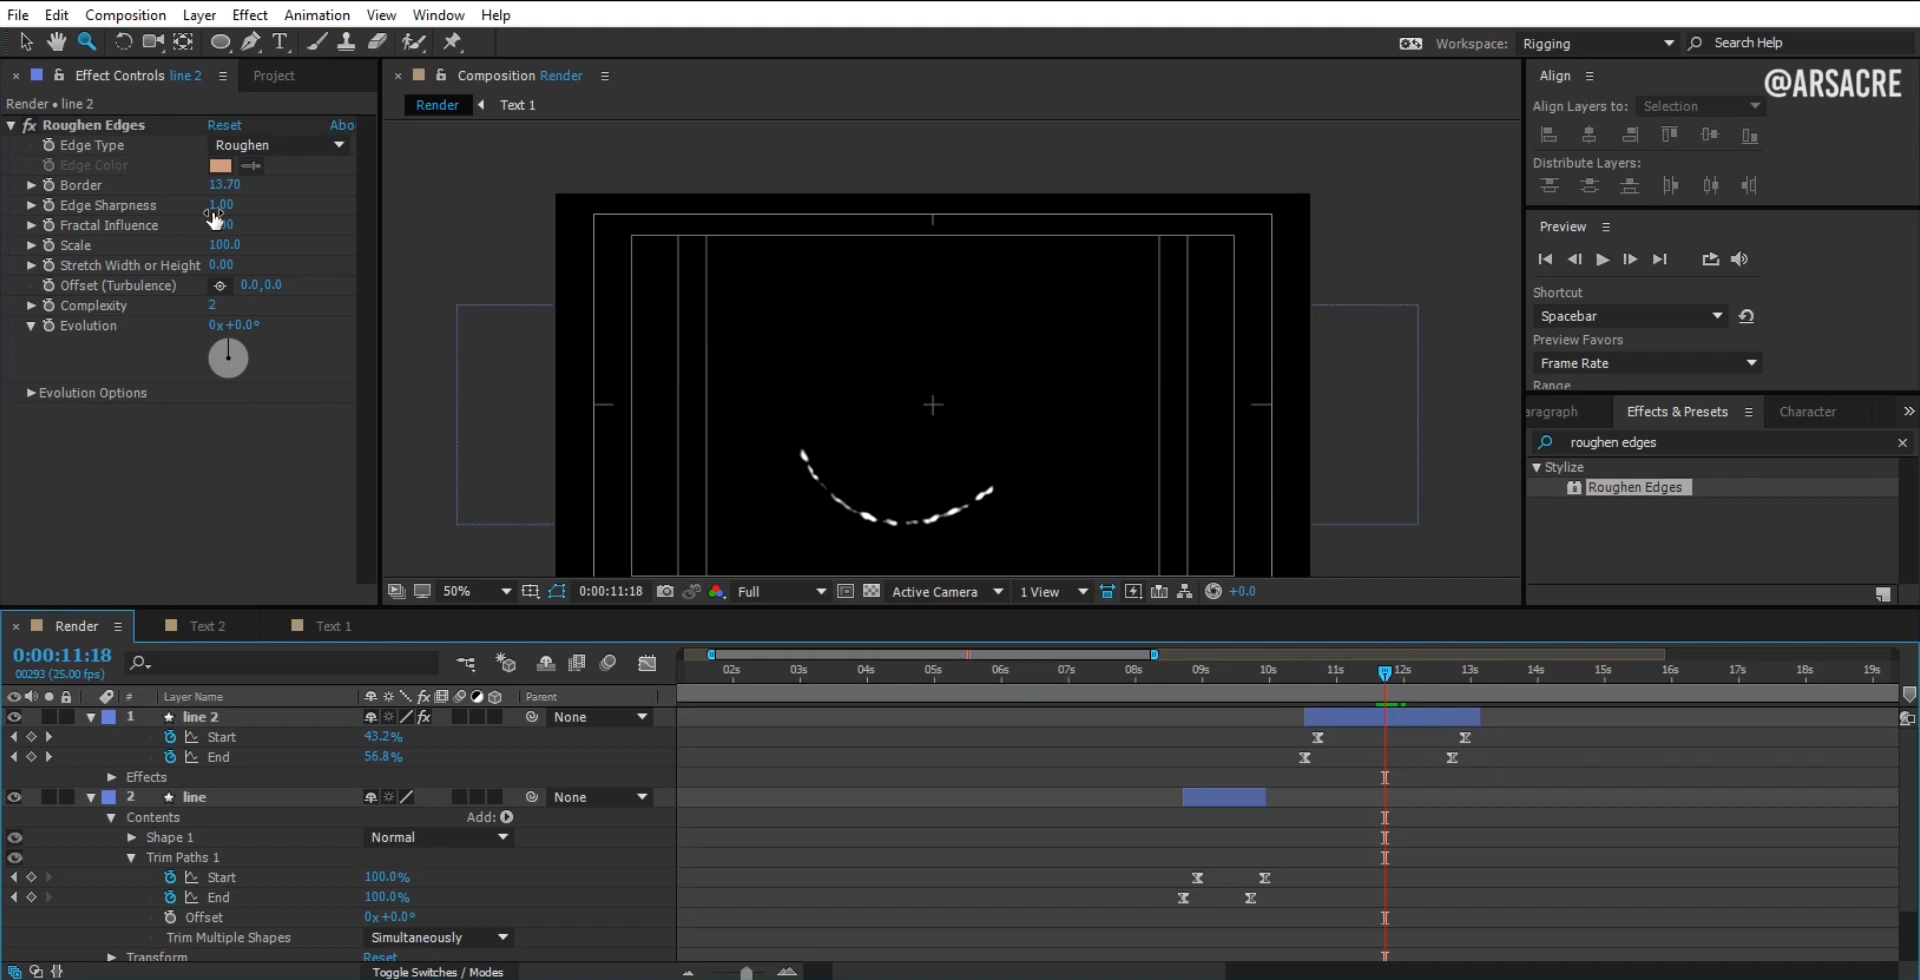 File Edit Composition Layer Effect Animation View Window Help
Workspace: Rigging Search Help
Effect Controls line 2 Project
Render • line 2
fx Roughen Edges Reset Abo
Edge Type Roughen
Edge Color
Border 13.70
Edge Sharpness 1.00
Fractal Influence
Scale 100.0
Stretch Width or Height 0.00
Offset (Turbulence) 0.0,0.0
Complexity 2
Evolution 0x+0.0°
Evolution Options
Composition Render
Render Text 1
50% 0:00:11:18 Full Active Camera 1 View +0.0
Align @ARSACRE
Align Layers to: Selection
Distribute Layers:
Preview
Shortcut
Spacebar
Preview Favors
Frame Rate
Range
aragraph Effects & Presets Character
roughen edges
Stylize
Roughen Edges
Render Text 2 Text 1
0:00:11:18
00293 (25.00 fps)
02s 03s 04s 05s 06s 07s 08s 09s 10s 11s 12s 13s 14s 15s 16s 17s 18s 19s
# Layer Name fx Parent
1 line 2 fx None
Start 43.2%
End 56.8%
Effects
2 line None
Contents Add:
Shape 1 Normal
Trim Paths 1
Start 100.0%
End 100.0%
Offset 0x+0.0°
Trim Multiple Shapes Simultaneously
Transform Reset
Toggle Switches / Modes